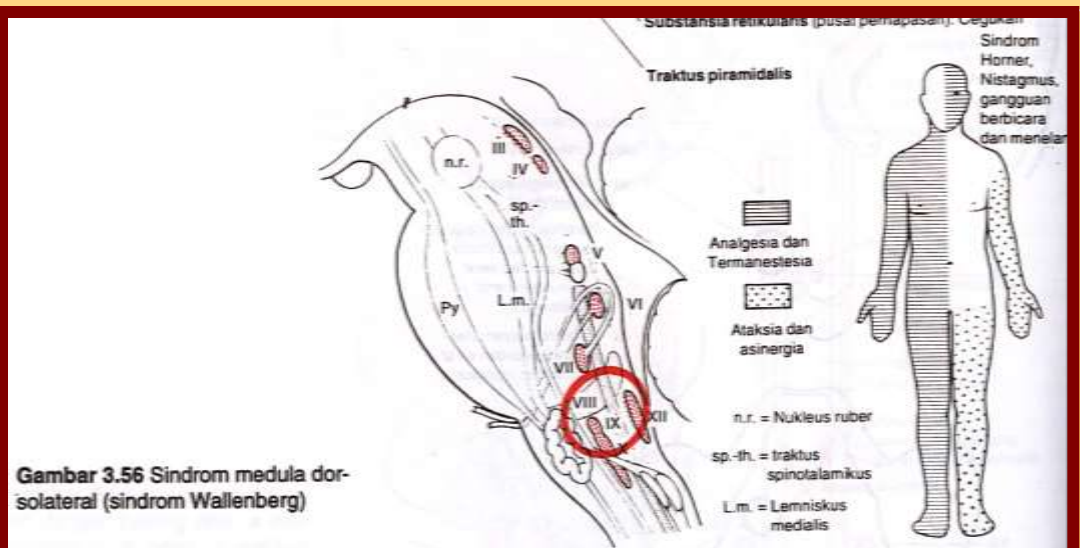 Substansia retikularis (pusat pernapasan): Cegukan
Traktus piramidalis
Sindrom
Horner,
Nistagmus,
gangguan
berbicara
dan menelan
n.r.
III
IV
sp.-
th.
V
L.m.
VI
Py
VII
VIII
IX
XII
X
Analgesia dan
Termanestesia
Ataksia dan
asinergia
n.r. = Nukleus ruber
sp.-th. = traktus
spinotalamikus
L.m. = Lemniskus
medialis
Gambar 3.56 Sindrom medula dor-
solateral (sindrom Wallenberg)